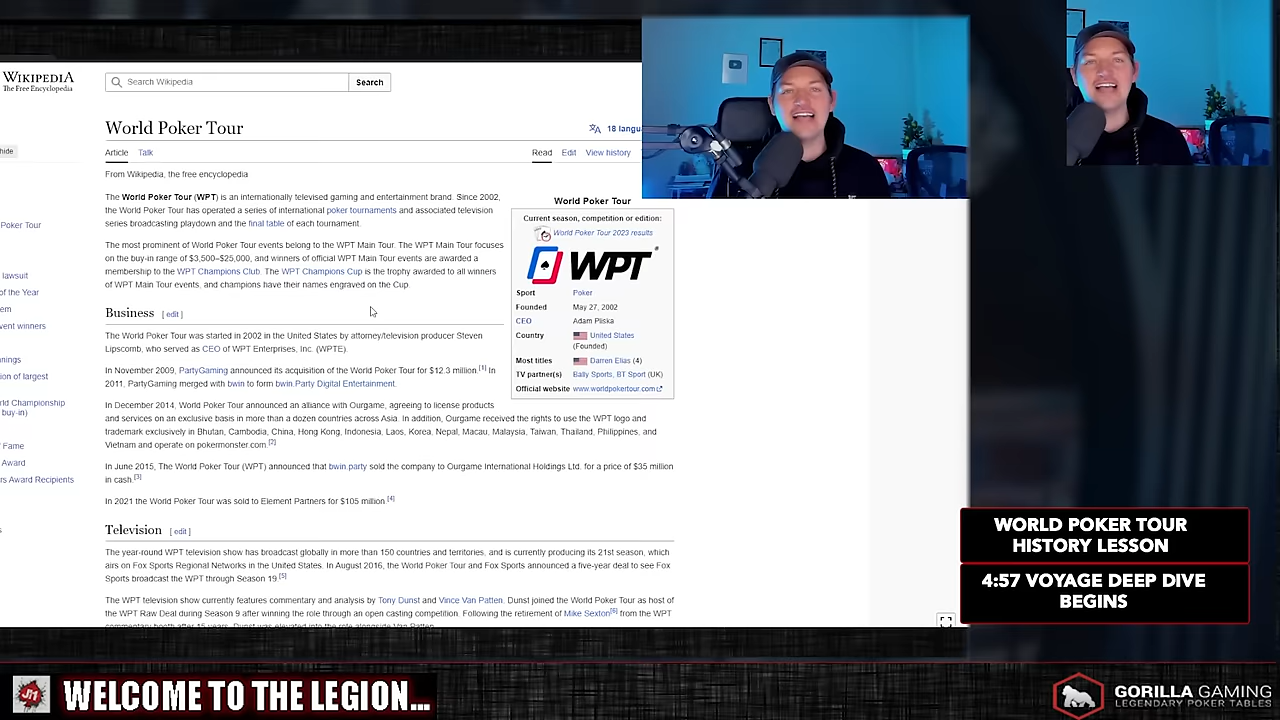 WIKIPEDIA
The Free Encyclopedia
Search Wikipedia
Search
hide
World Poker Tour
18 langu
Article Talk
Read Edit View history
From Wikipedia, the free encyclopedia
The World Poker Tour (WPT) is an internationally televised gaming and entertainment brand. Since 2002,
the World Poker Tour has operated a series of international poker tournaments and associated television
series broadcasting playdown and the final table of each tournament.
The most prominent of World Poker Tour events belong to the WPT Main Tour. The WPT Main Tour focuses
on the buy-in range of $3,500–$25,000, and winners of official WPT Main Tour events are awarded a
membership to the WPT Champions Club. The WPT Champions Cup is the trophy awarded to all winners
of WPT Main Tour events, and champions have their names engraved on the Cup.
World Poker Tour
Current season, competition or edition:
World Poker Tour 2023 results
WPT
Sport Poker
Founded May 27, 2002
CEO Adam Pliska
Country United States
(Founded)
Most titles Darren Elias (4)
TV partner(s) Bally Sports, BT Sport (UK)
Official website www.worldpokertour.com
Poker Tour
lawsuit
of the Year
em
vent winners
nnings
on of largest
rld Championship
buy-in)
Fame
Award
rs Award Recipients
Business [ edit ]
The World Poker Tour was started in 2002 in the United States by attorney/television producer Steven
Lipscomb, who served as CEO of WPT Enterprises, Inc. (WPTE).
In November 2009, PartyGaming announced its acquisition of the World Poker Tour for $12.3 million.[1] In
2011, PartyGaming merged with bwin to form bwin.Party Digital Entertainment.
In December 2014, World Poker Tour announced an alliance with Ourgame, agreeing to license products
and services on an exclusive basis in more than a dozen countries across Asia. In addition, Ourgame received the rights to use the WPT logo and
trademark exclusively in Bhutan, Cambodia, China, Hong Kong, Indonesia, Laos, Korea, Nepal, Macau, Malaysia, Taiwan, Thailand, Philippines, and
Vietnam and operate on pokermonster.com.[2]
In June 2015, The World Poker Tour (WPT) announced that bwin.party sold the company to Ourgame International Holdings Ltd. for a price of $35 million
in cash.[3]
In 2021 the World Poker Tour was sold to Element Partners for $105 million.[4]
Television [ edit ]
The year-round WPT television show has broadcast globally in more than 150 countries and territories, and is currently producing its 21st season, which
airs on Fox Sports Regional Networks in the United States. In August 2016, the World Poker Tour and Fox Sports announced a five-year deal to see Fox
Sports broadcast the WPT through Season 19.[5]
The WPT television show currently features commentary and analysis by Tony Dunst and Vince Van Patten. Dunst joined the World Poker Tour as host of
the WPT Raw Deal during Season 9 after winning the role through an open casting competition. Following the retirement of Mike Sexton[6] from the WPT
commentary booth after 15 years, Dunst was elevated into the role alongside Van Patten.
WORLD POKER TOUR
HISTORY LESSON
4:57 VOYAGE DEEP DIVE
BEGINS
WELCOME TO THE LEGION...
GORILLA GAMING
LEGENDARY POKER TABLES